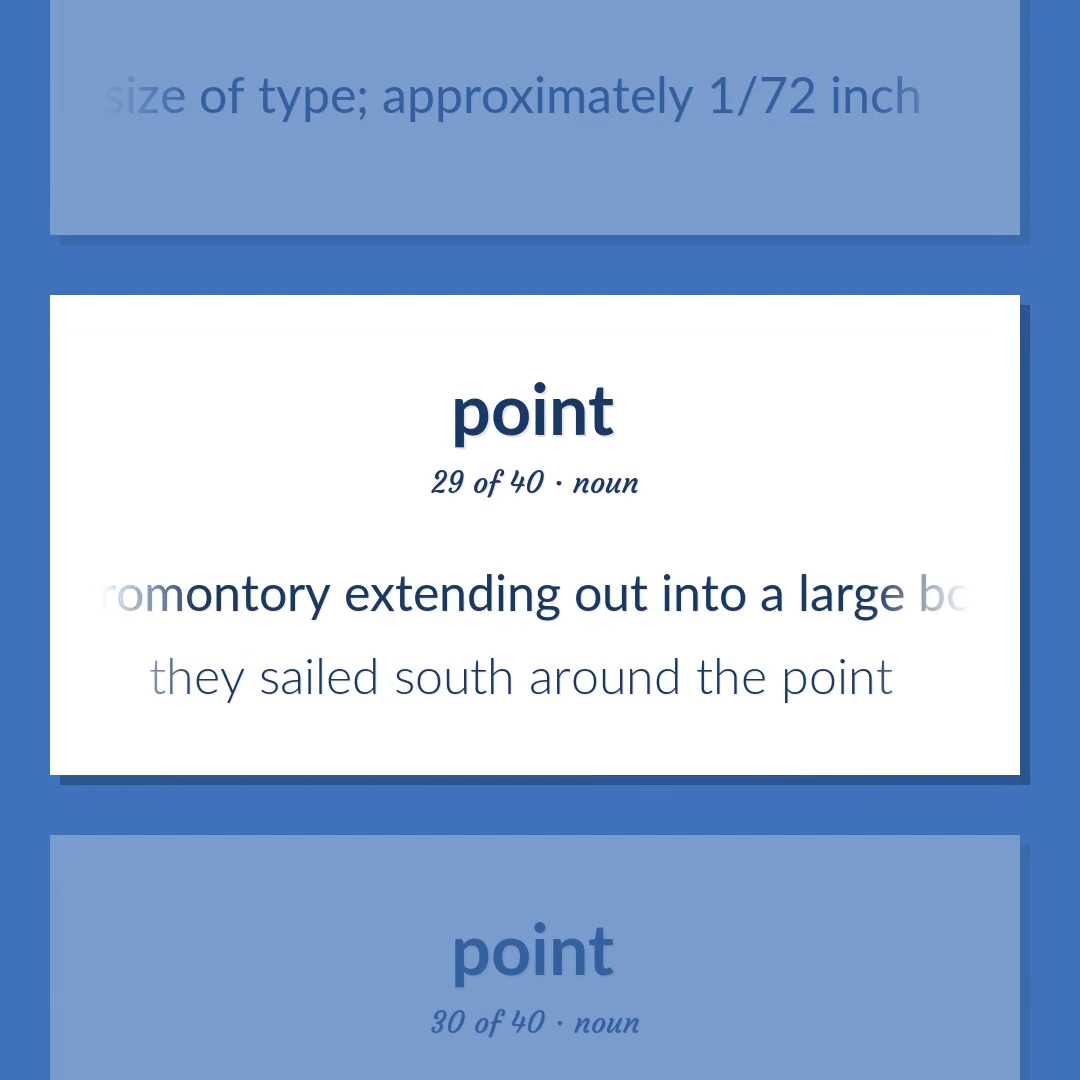 size of type; approximately 1/72 inch
point
29 of 40 · noun
romontory extending out into a large
they sailed south around the point
point
30 of 40 · noun